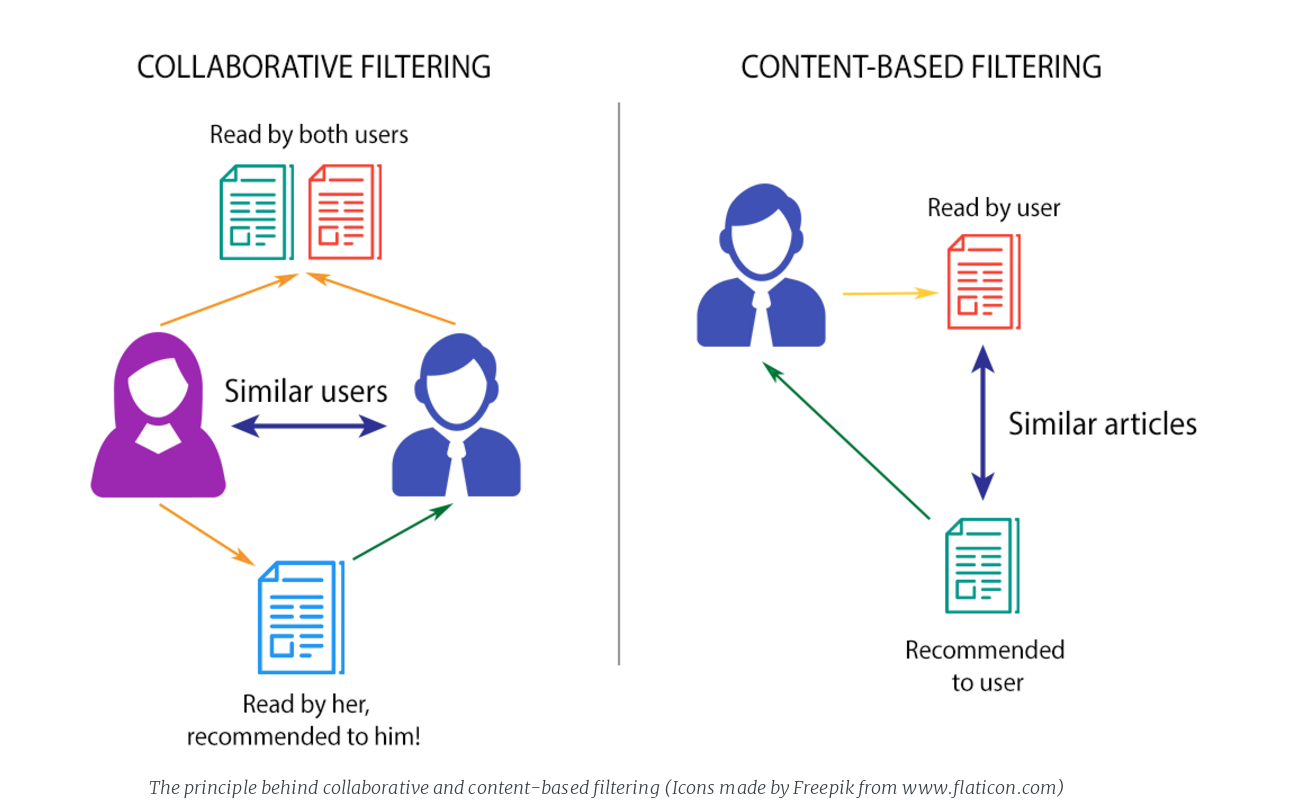 COLLABORATIVE FILTERING
Read by both users
Similar users
Read by her,
recommended to him!
CONTENT-BASED FILTERING
Read by user
Similar articles
Recommended
to user
The principle behind collaborative and content-based filtering (Icons made by Freepik from www.flaticon.com)